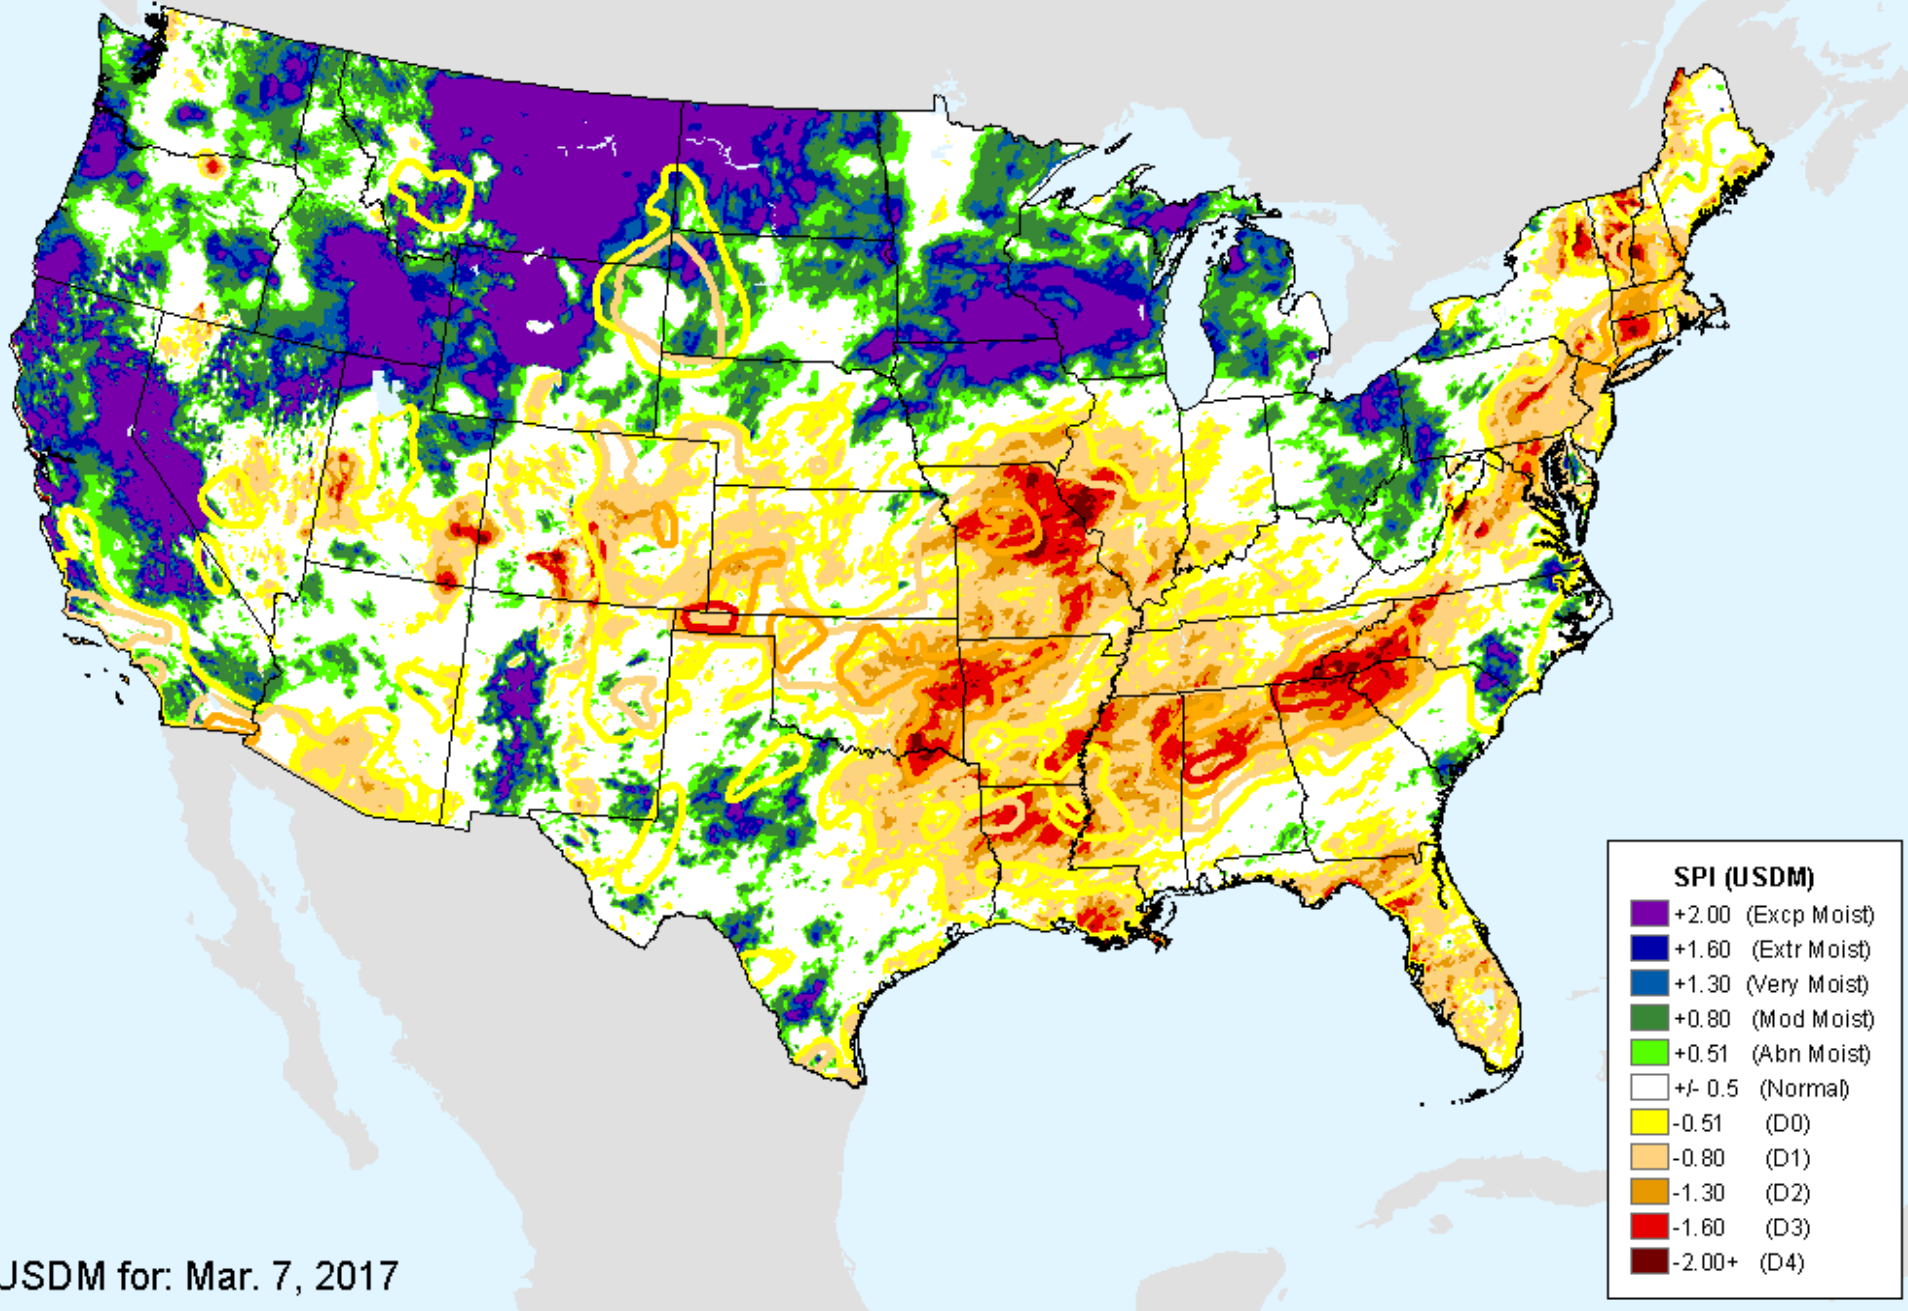 SPI (USDM)
+2.00 (Excp Moist)
+1.60 (Extr Moist)
+1.30 (Very Moist)
+0.80 (Mod Moist)
+0.51 (Abn Moist)
+/- 0.5 (Normal)
-0.51 (D0)
-0.80 (D1)
-1.30 (D2)
-1.60 (D3)
-2.00+ (D4)
USDM for: Mar. 7, 2017